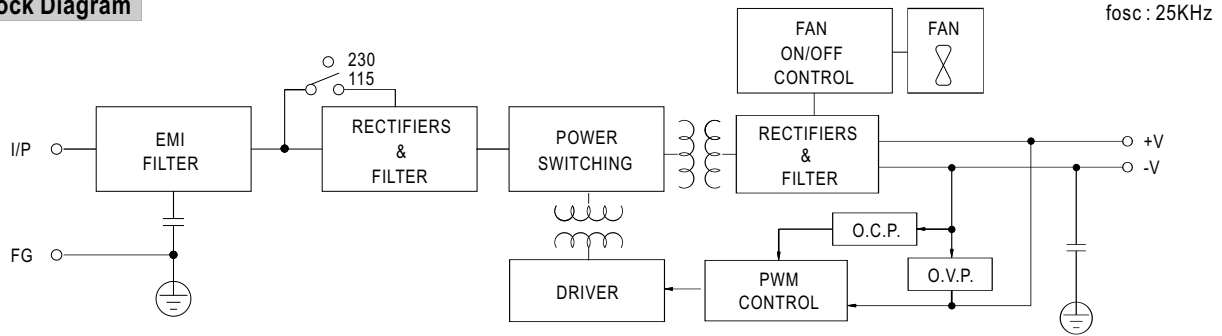 ock Diagram
fosc : 25KHz
FAN
ON/OFF
CONTROL
FAN
230
115
I/P
EMI
FILTER
RECTIFIERS
&
FILTER
POWER
SWITCHING
RECTIFIERS
&
FILTER
+V
-V
O.C.P.
FG
DRIVER
PWM
CONTROL
O.V.P.